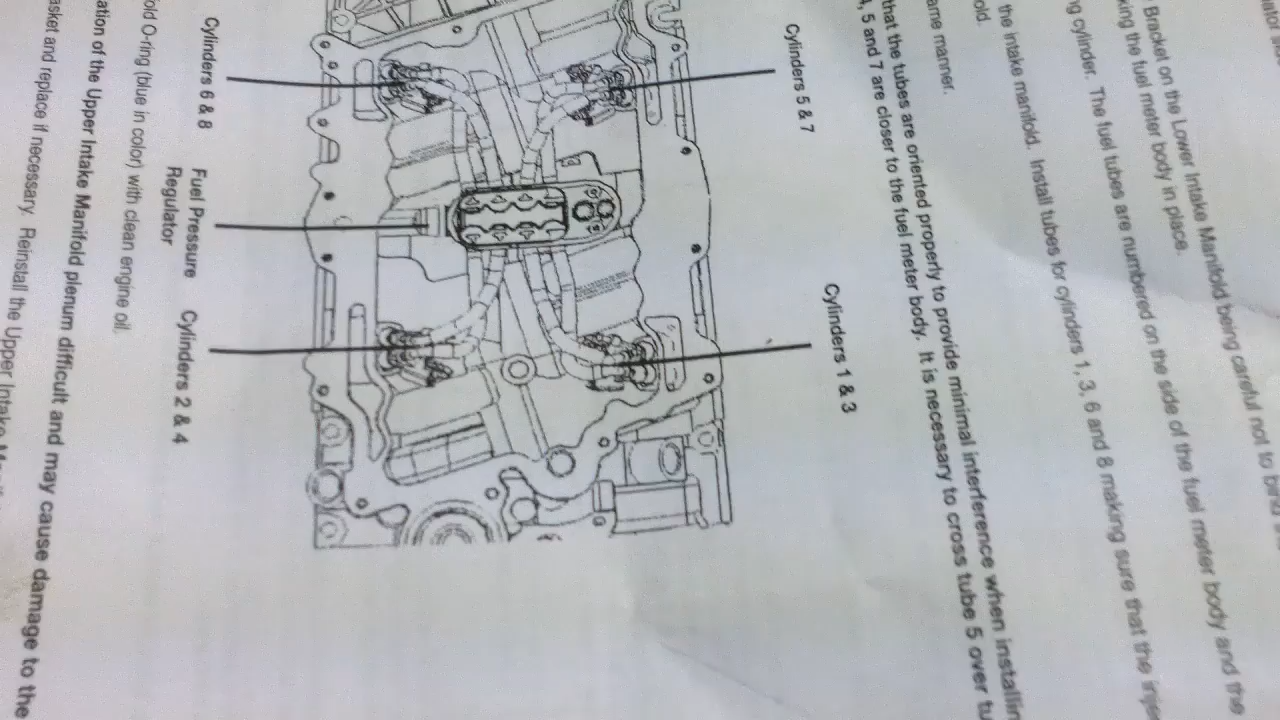 Bracket on the Lower Intake Manifold being careful not to bind
king the fuel meter body in place.
ng cylinder. The fuel tubes are numbered on the side of the fuel meter body and the
the intake manifold. Install tubes for cylinders 1, 3, 6 and 8 making sure that the
old.
ame manner.
that the tubes are oriented properly to provide minimal interference when installin
4, 5 and 7 are closer to the fuel meter body. It is necessary to cross tube 5 over tu
Cylinders 5 & 7
Cylinders 1 & 3
Cylinders 6 & 8
Fuel Pressure
Regulator
Cylinders 2 & 4
fold O-ring (blue in color) with clean engine oil.
ation of the Upper Intake Manifold plenum difficult and may cause damage to the
asket and replace if necessary. Reinstall the Upper Intake